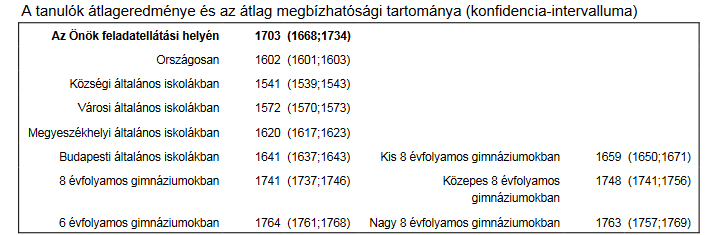 A tanulók átlageredménye és az átlag megbízhatósági tartománya (konfidencia-intervalluma)
Az Önök feladatellátási helyén 1703 (1668;1734)
Országosan 1602 (1601;1603)
Községi általános iskolákban 1541 (1539;1543)
Városi általános iskolákban 1572 (1570;1573)
Megyeszékhelyi általános iskolákban 1620 (1617;1623)
Budapesti általános iskolákban 1641 (1637;1643) Kis 8 évfolyamos gimnáziumokban 1659 (1650;1671)
8 évfolyamos gimnáziumokban 1741 (1737;1746) Közepes 8 évfolyamos 1748 (1741;1756)
gimnáziumokban
6 évfolyamos gimnáziumokban 1764 (1761;1768) Nagy 8 évfolyamos gimnáziumokban 1763 (1757;1769)